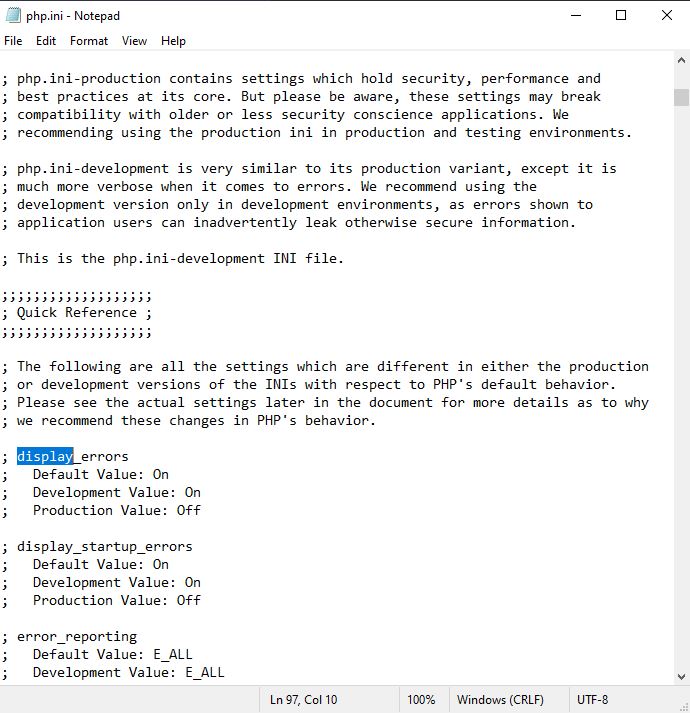 php.ini - Notepad
File Edit Format View Help
; php.ini-production contains settings which hold security, performance and
; best practices at its core. But please be aware, these settings may break
; compatibility with older or less security conscience applications. We
; recommending using the production ini in production and testing environments.
; php.ini-development is very similar to its production variant, except it is
; much more verbose when it comes to errors. We recommend using the
; development version only in development environments, as errors shown to
; application users can inadvertently leak otherwise secure information.
; This is the php.ini-development INI file.
;;;;;;;;;;;;;;;;;;;
; Quick Reference ;
;;;;;;;;;;;;;;;;;;;
; The following are all the settings which are different in either the production
; or development versions of the INIs with respect to PHP's default behavior.
; Please see the actual settings later in the document for more details as to why
; we recommend these changes in PHP's behavior.
; display_errors
;   Default Value: On
;   Development Value: On
;   Production Value: Off
; display_startup_errors
;   Default Value: On
;   Development Value: On
;   Production Value: Off
; error_reporting
;   Default Value: E_ALL
;   Development Value: E_ALL
Ln 97, Col 10 100% Windows (CRLF) UTF-8